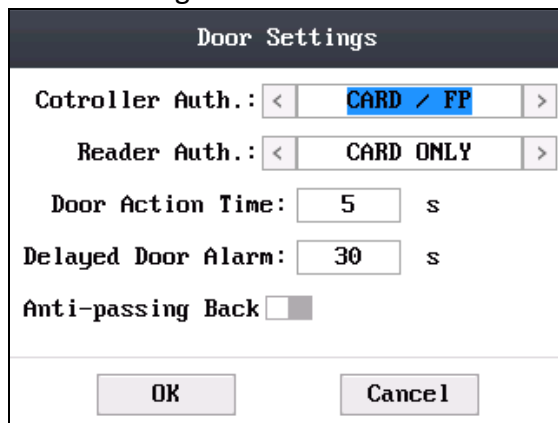 Door Settings
Cotroller Auth.: < CARD / FP >
Reader Auth.: < CARD ONLY >
Door Action Time: 5 s
Delayed Door Alarm: 30 s
Anti-passing Back
OK Cancel